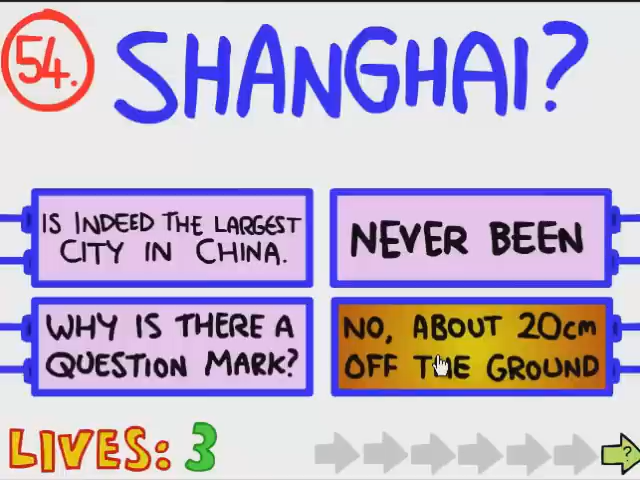 54.
SHANGHAI?
IS INDEED THE LARGEST
CITY IN CHINA.
NEVER BEEN
WHY IS THERE A
QUESTION MARK?
NO, ABOUT 20cm
OFF THE GROUND
LIVES: 3
?